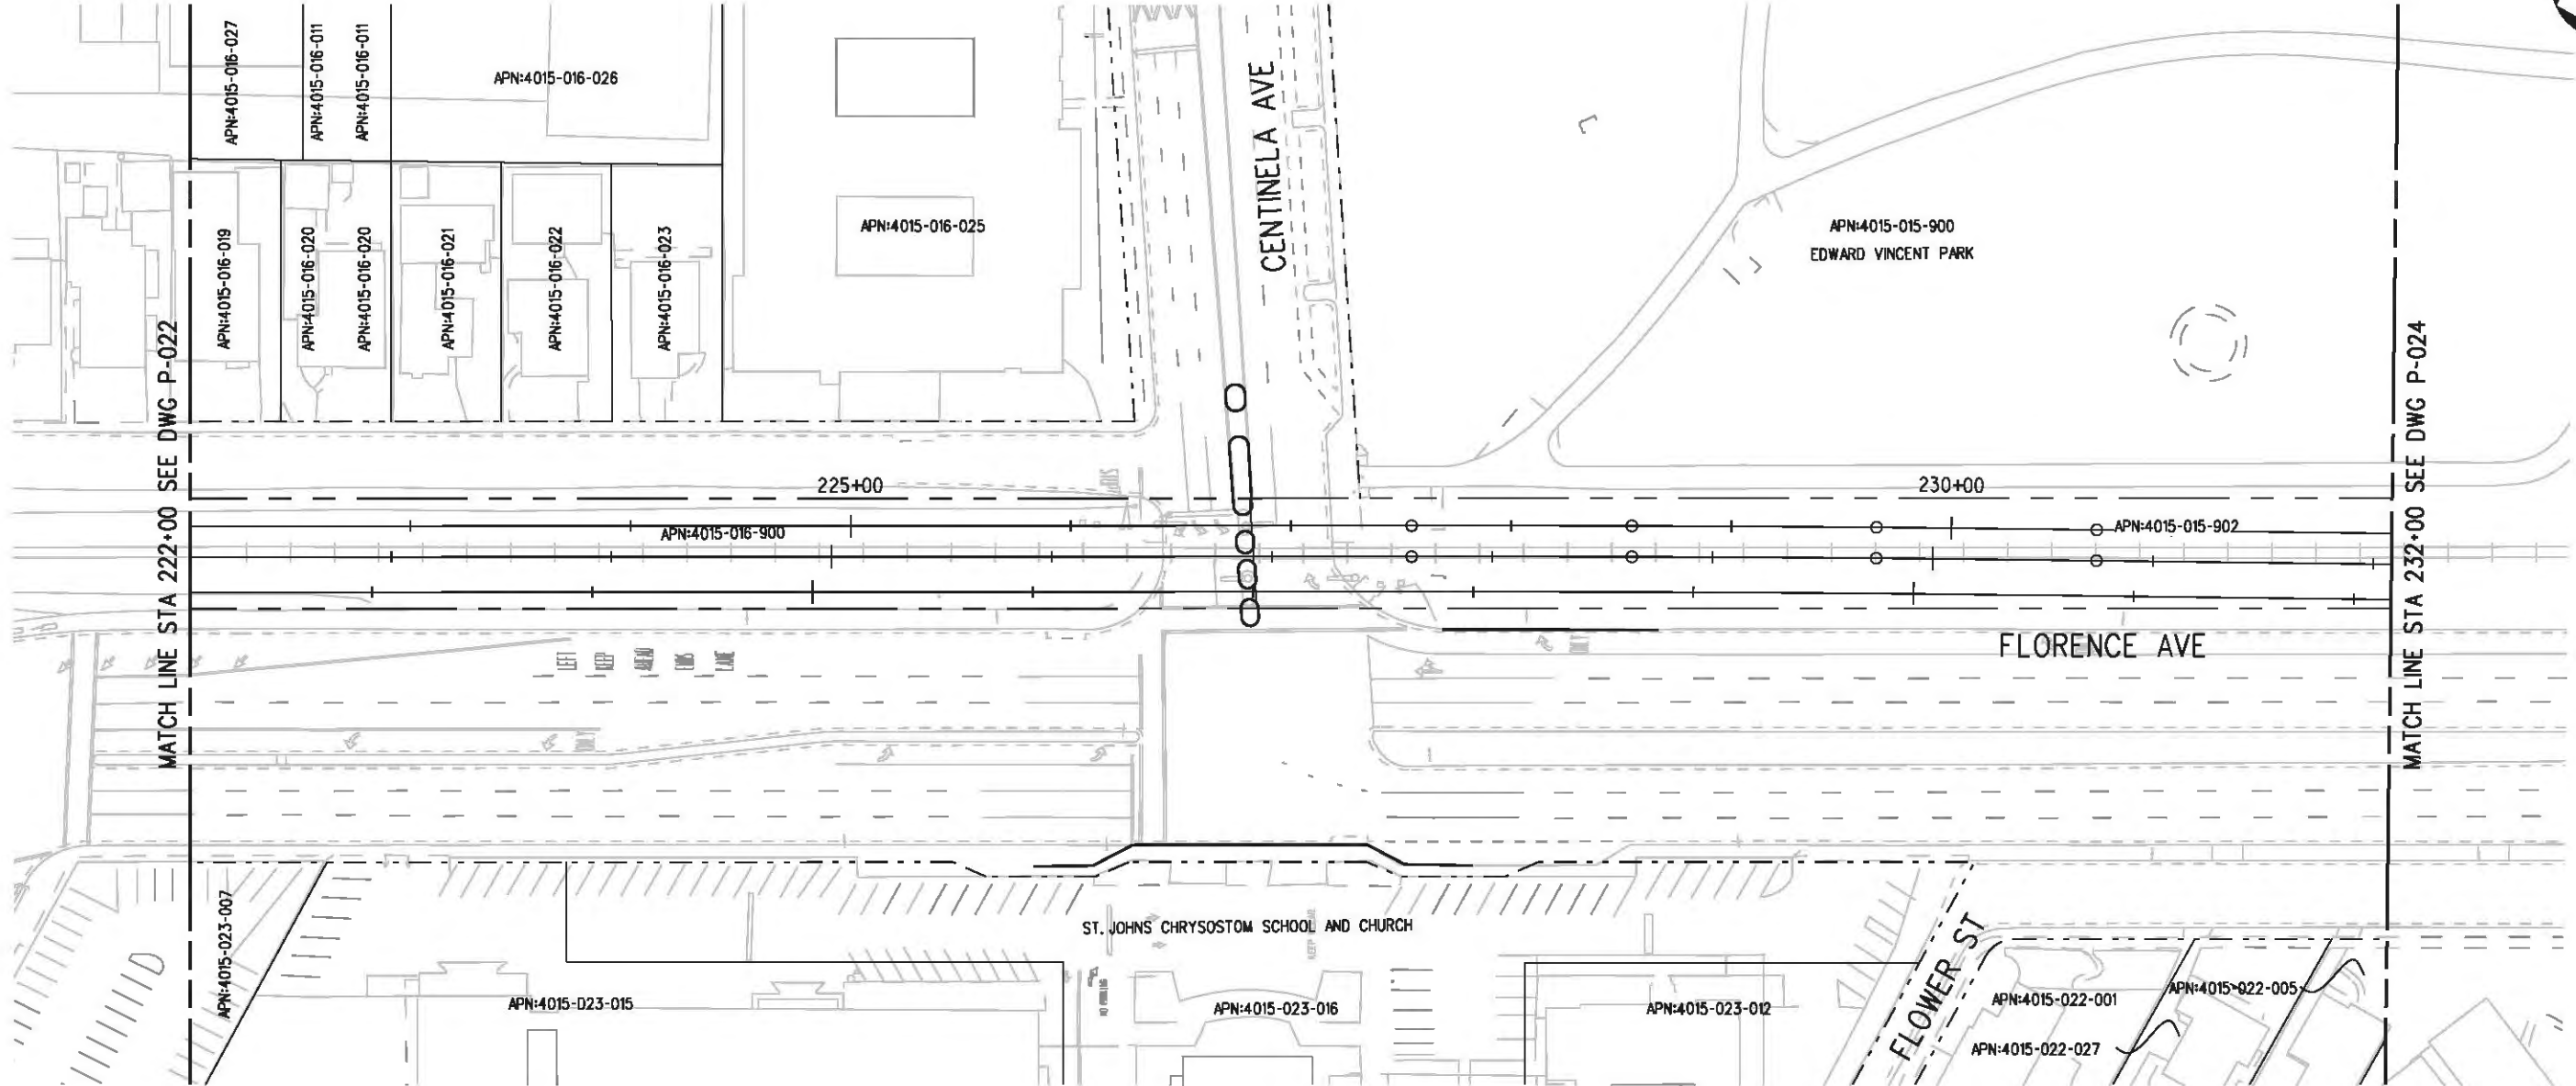 APN:4015-016-027
APN:4015-016-011
APN:4015-016-011
APN:4015-016-026
CENTINELA AVE
APN:4015-016-025
APN:4015-015-900
EDWARD VINCENT PARK
APN:4015-016-019
APN:4015-016-020
APN:4015-016-020
APN:4015-016-021
APN:4015-016-022
APN:4015-016-023
MATCH LINE STA 222+00 SEE DWG P-022
MATCH LINE STA 232+00 SEE DWG P-024
225+00
230+00
APN:4015-016-900
APN:4015-015-902
FLORENCE AVE
LEFT
KEEP
LANE
ONLY
ST. JOHNS CHRYSOSTOM SCHOOL AND CHURCH
APN:4015-023-007
APN:4015-023-015
APN:4015-023-016
APN:4015-023-012
FLOWER ST
APN:4015-022-001
APN:4015-022-005
APN:4015-022-027